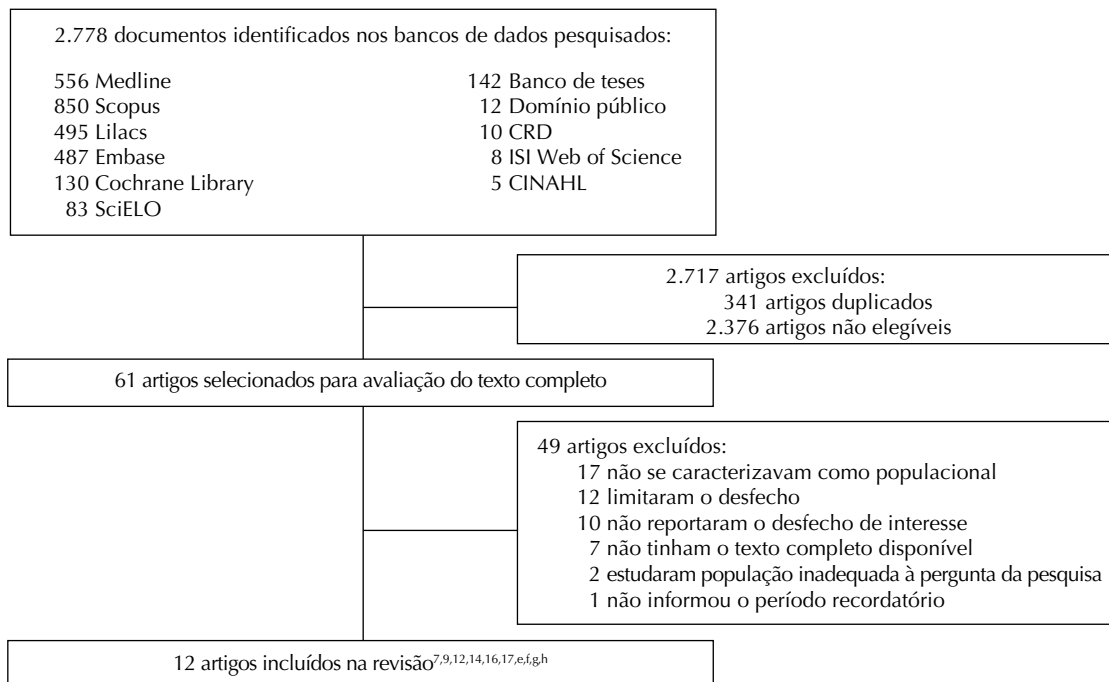 2.778 documentos identificados nos bancos de dados pesquisados:
556 Medline
850 Scopus
495 Lilacs
487 Embase
130 Cochrane Library
83 SciELO
142 Banco de teses
12 Domínio público
10 CRD
8 ISI Web of Science
5 CINAHL
2.717 artigos excluídos:
341 artigos duplicados
2.376 artigos não elegíveis
61 artigos selecionados para avaliação do texto completo
49 artigos excluídos:
17 não se caracterizavam como populacional
12 limitaram o desfecho
10 não reportaram o desfecho de interesse
7 não tinham o texto completo disponível
2 estudaram população inadequada à pergunta da pesquisa
1 não informou o período recordatório
12 artigos incluídos na revisão7,9,12,14,16,17,e,f,g,h